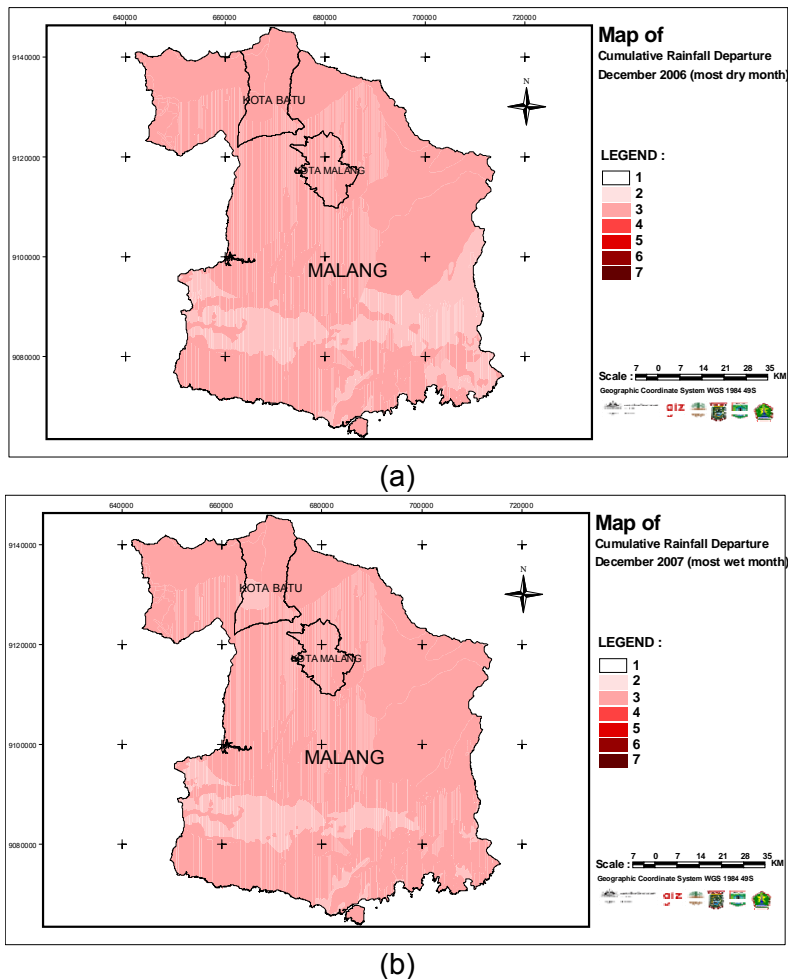 640000 660000 680000 700000 720000
Map of
Cumulative Rainfall Departure
December 2006 (most dry month)
9140000
N
KOTA BATU
9120000
KOTA MALANG
LEGEND :
1
2
3
4
5
6
7
9100000
MALANG
9080000
Scale : 7 0 7 14 21 28 35 KM
Geographic Coordinate System WGS 1984 49S
giz
(a)
640000 660000 680000 700000 720000
Map of
Cumulative Rainfall Departure
December 2007 (most wet month)
9140000
N
KOTA BATU
9120000
KOTA MALANG
LEGEND :
1
2
3
4
5
6
7
9100000
MALANG
9080000
Scale : 7 0 7 14 21 28 35 KM
Geographic Coordinate System WGS 1984 49S
giz
(b)